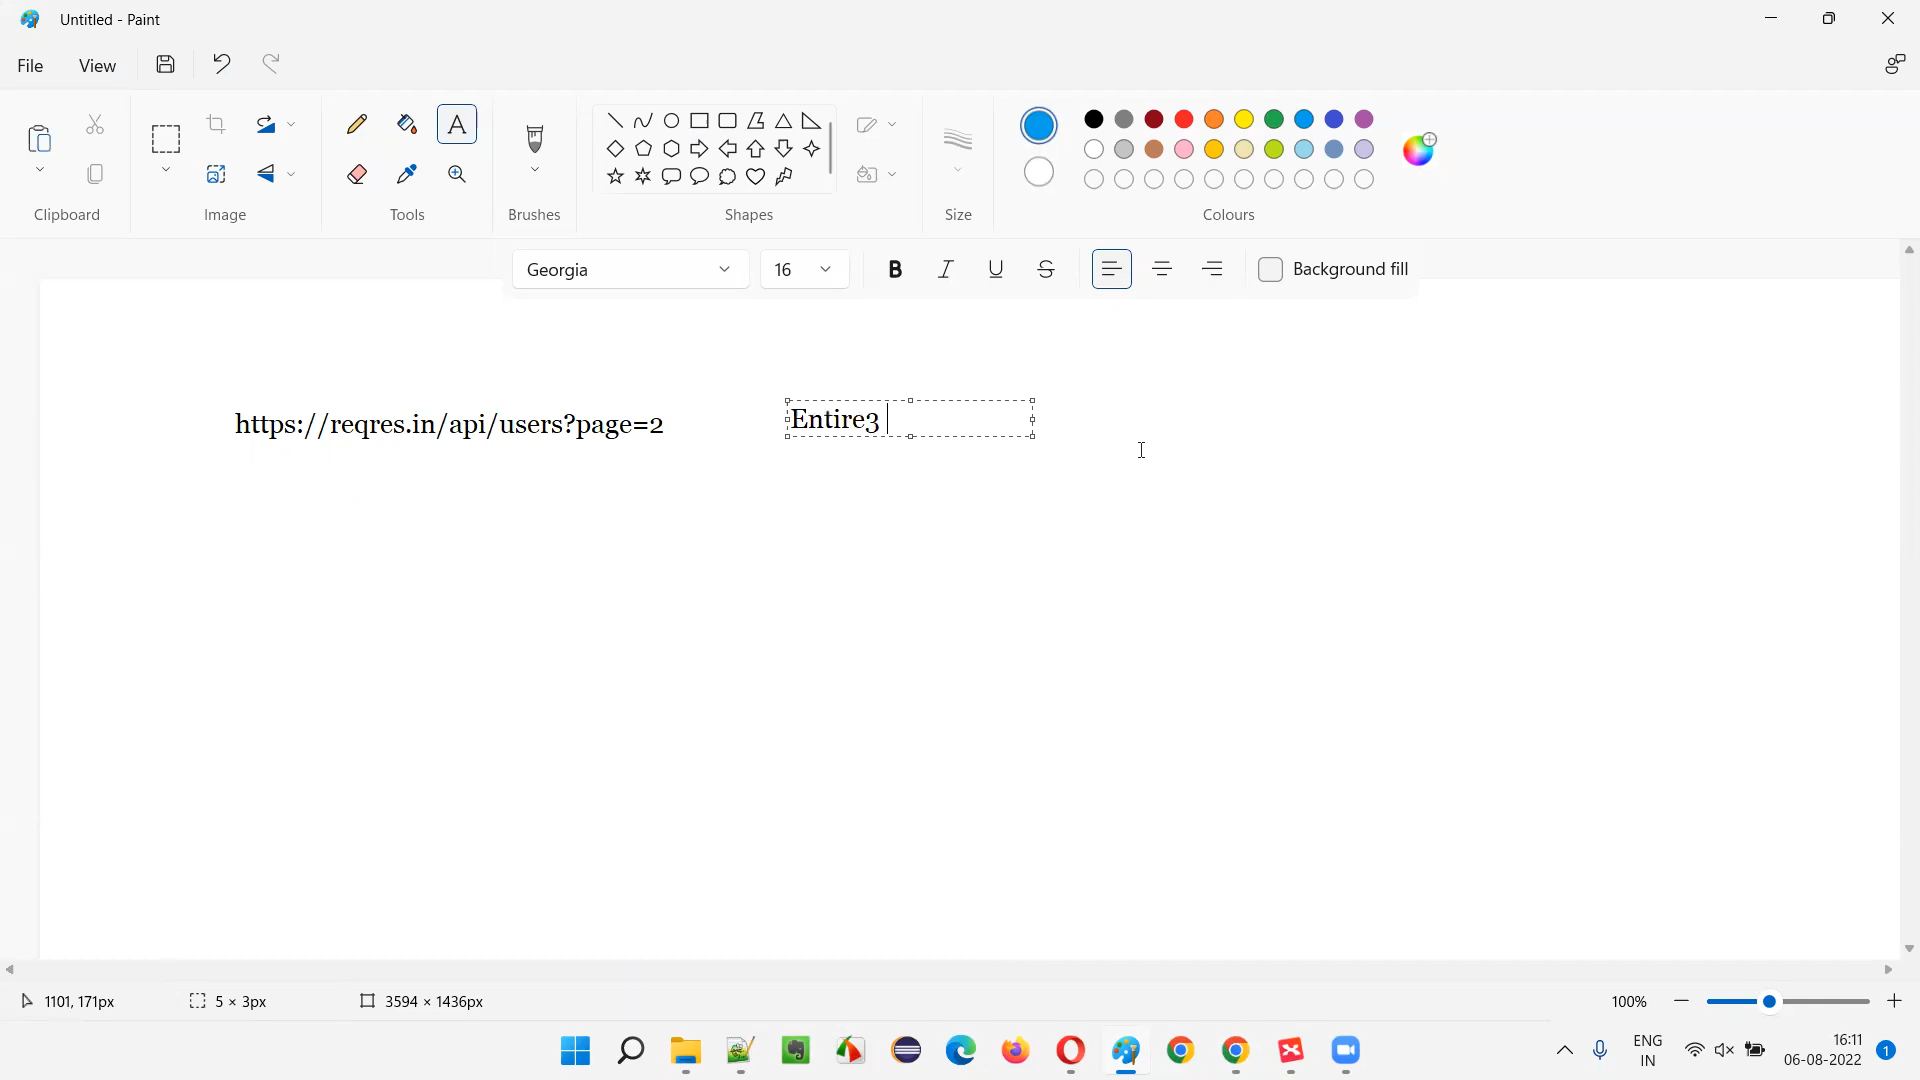 Untitled - Paint
File
View
Clipboard
Image
Tools
Brushes
Shapes
Size
Colours
Georgia
16
B
I
U
S
Background fill
https://reqres.in/api/users?page=2
Entire3
1101, 171px
5 × 3px
3594 × 1436px
100%
ENG
IN
16:11
06-08-2022
1